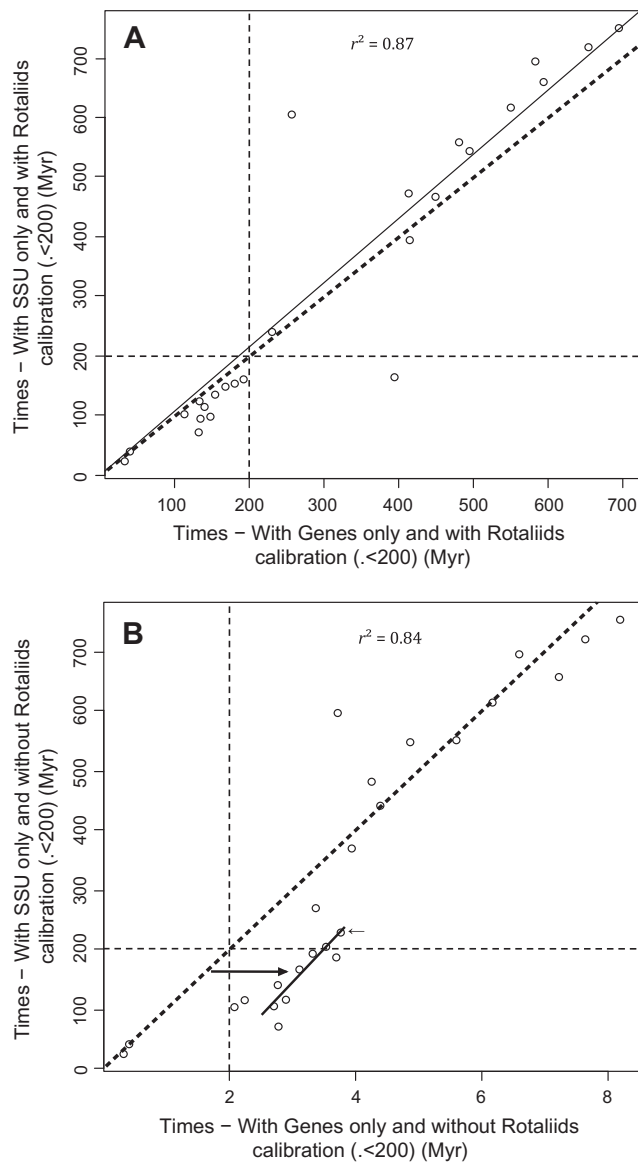 A
r² = 0.87
Times − With SSU only and with Rotaliids
calibration (.<200) (Myr)
700
600
500
400
300
200
100
0
100 200 300 400 500 600 700
Times − With Genes only and with Rotaliids
calibration (.<200) (Myr)
B
r² = 0.84
Times − With SSU only and without Rotaliids
calibration (.<200) (Myr)
700
600
500
400
300
200
100
0
←
2 4 6 8
Times − With Genes only and without Rotaliids
calibration (.<200) (Myr)